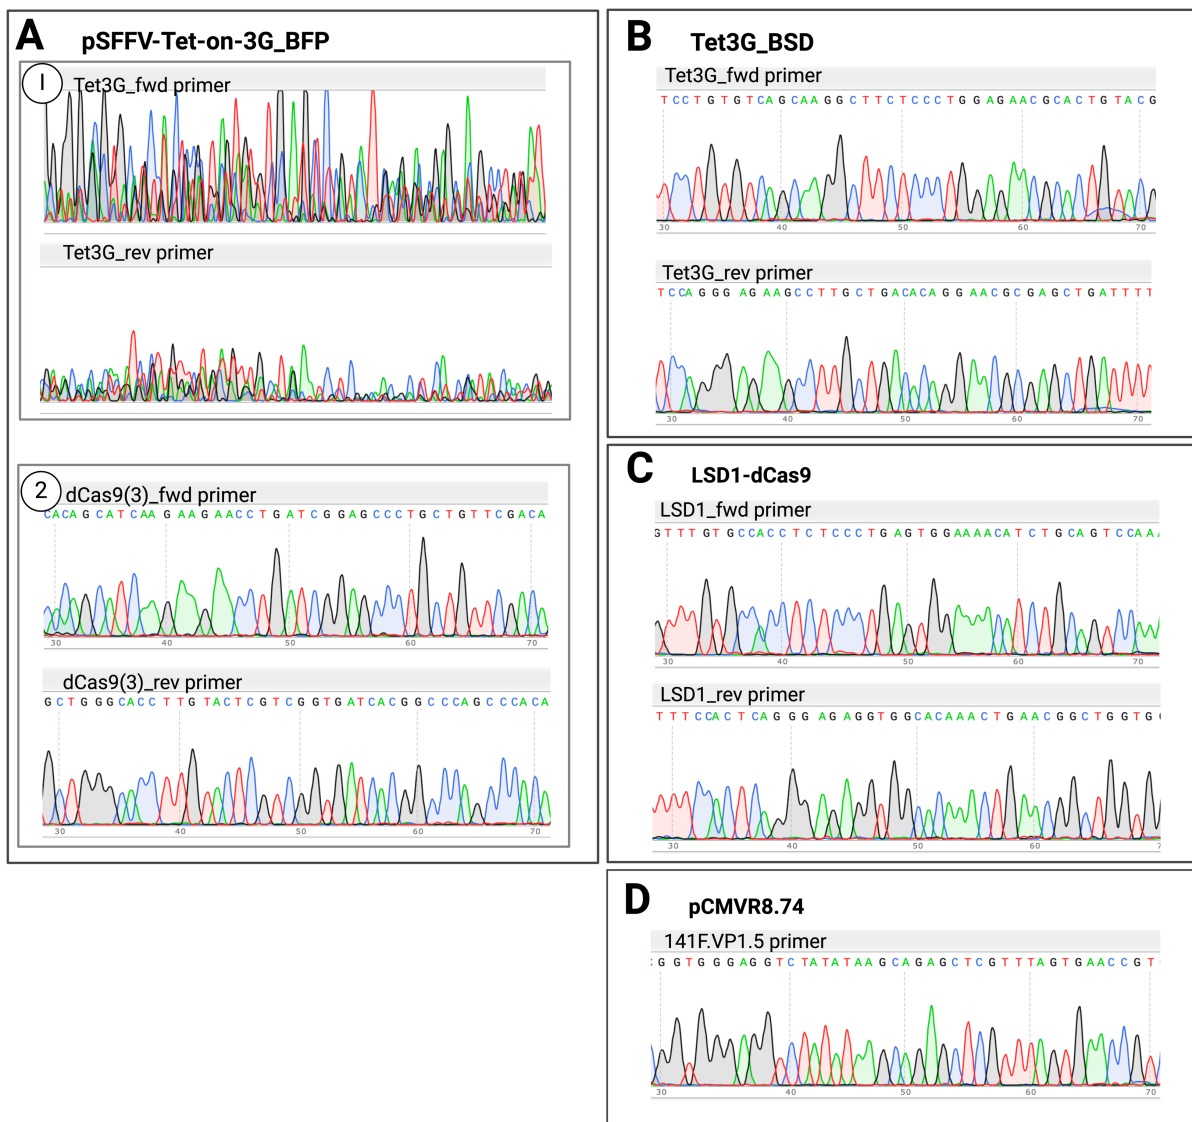 A pSFFV-Tet-on-3G_BFP
1 Tet3G_fwd primer
Tet3G_rev primer
2 dCas9(3)_fwd primer
CACAGCATCAAGAAGAACCTGATCGGAGCCCTGCTGTTCGACA
30 40 50 60 70
dCas9(3)_rev primer
GCTGGGCACCTTGTACTCGTCGGTGATCACGGCCCAGCCCACA
30 40 50 60 70
B Tet3G_BSD
Tet3G_fwd primer
TCCTGTGTCAGCAAGGCTTCTCCCTGGAGAACGCACTGTACG
30 40 50 60 70
Tet3G_rev primer
TCCAGGGAGAAGCCTTGCTGACACAGGAACGCGAGCTGATTTT
30 40 50 60 70
C LSD1-dCas9
LSD1_fwd primer
GTTTGTGCCACCTCTCCCTGAGTGGAAAACATCTGCAGTCCAAA
30 40 50 60 70
LSD1_rev primer
TTTCCACTCAGGGAGAGGTGGCACAAACTGAACGGCTGGTG
30 40 50 60 7
D pCMVR8.74
141F.VP1.5 primer
GGTGGGAGGTCTATATAAGCAGAGCTCGTTTAGTGAACCGT
30 40 50 60 70